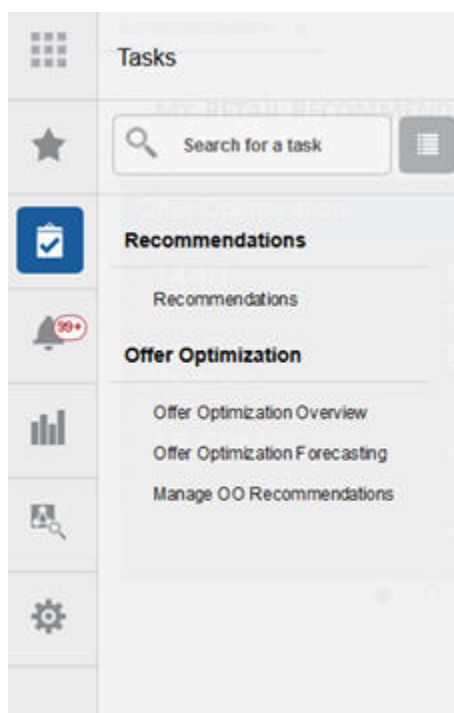 Tasks
Search for a task
Recommendations
Recommendations
99+
Offer Optimization
Offer Optimization Overview
Offer Optimization Forecasting
Manage OO Recommendations